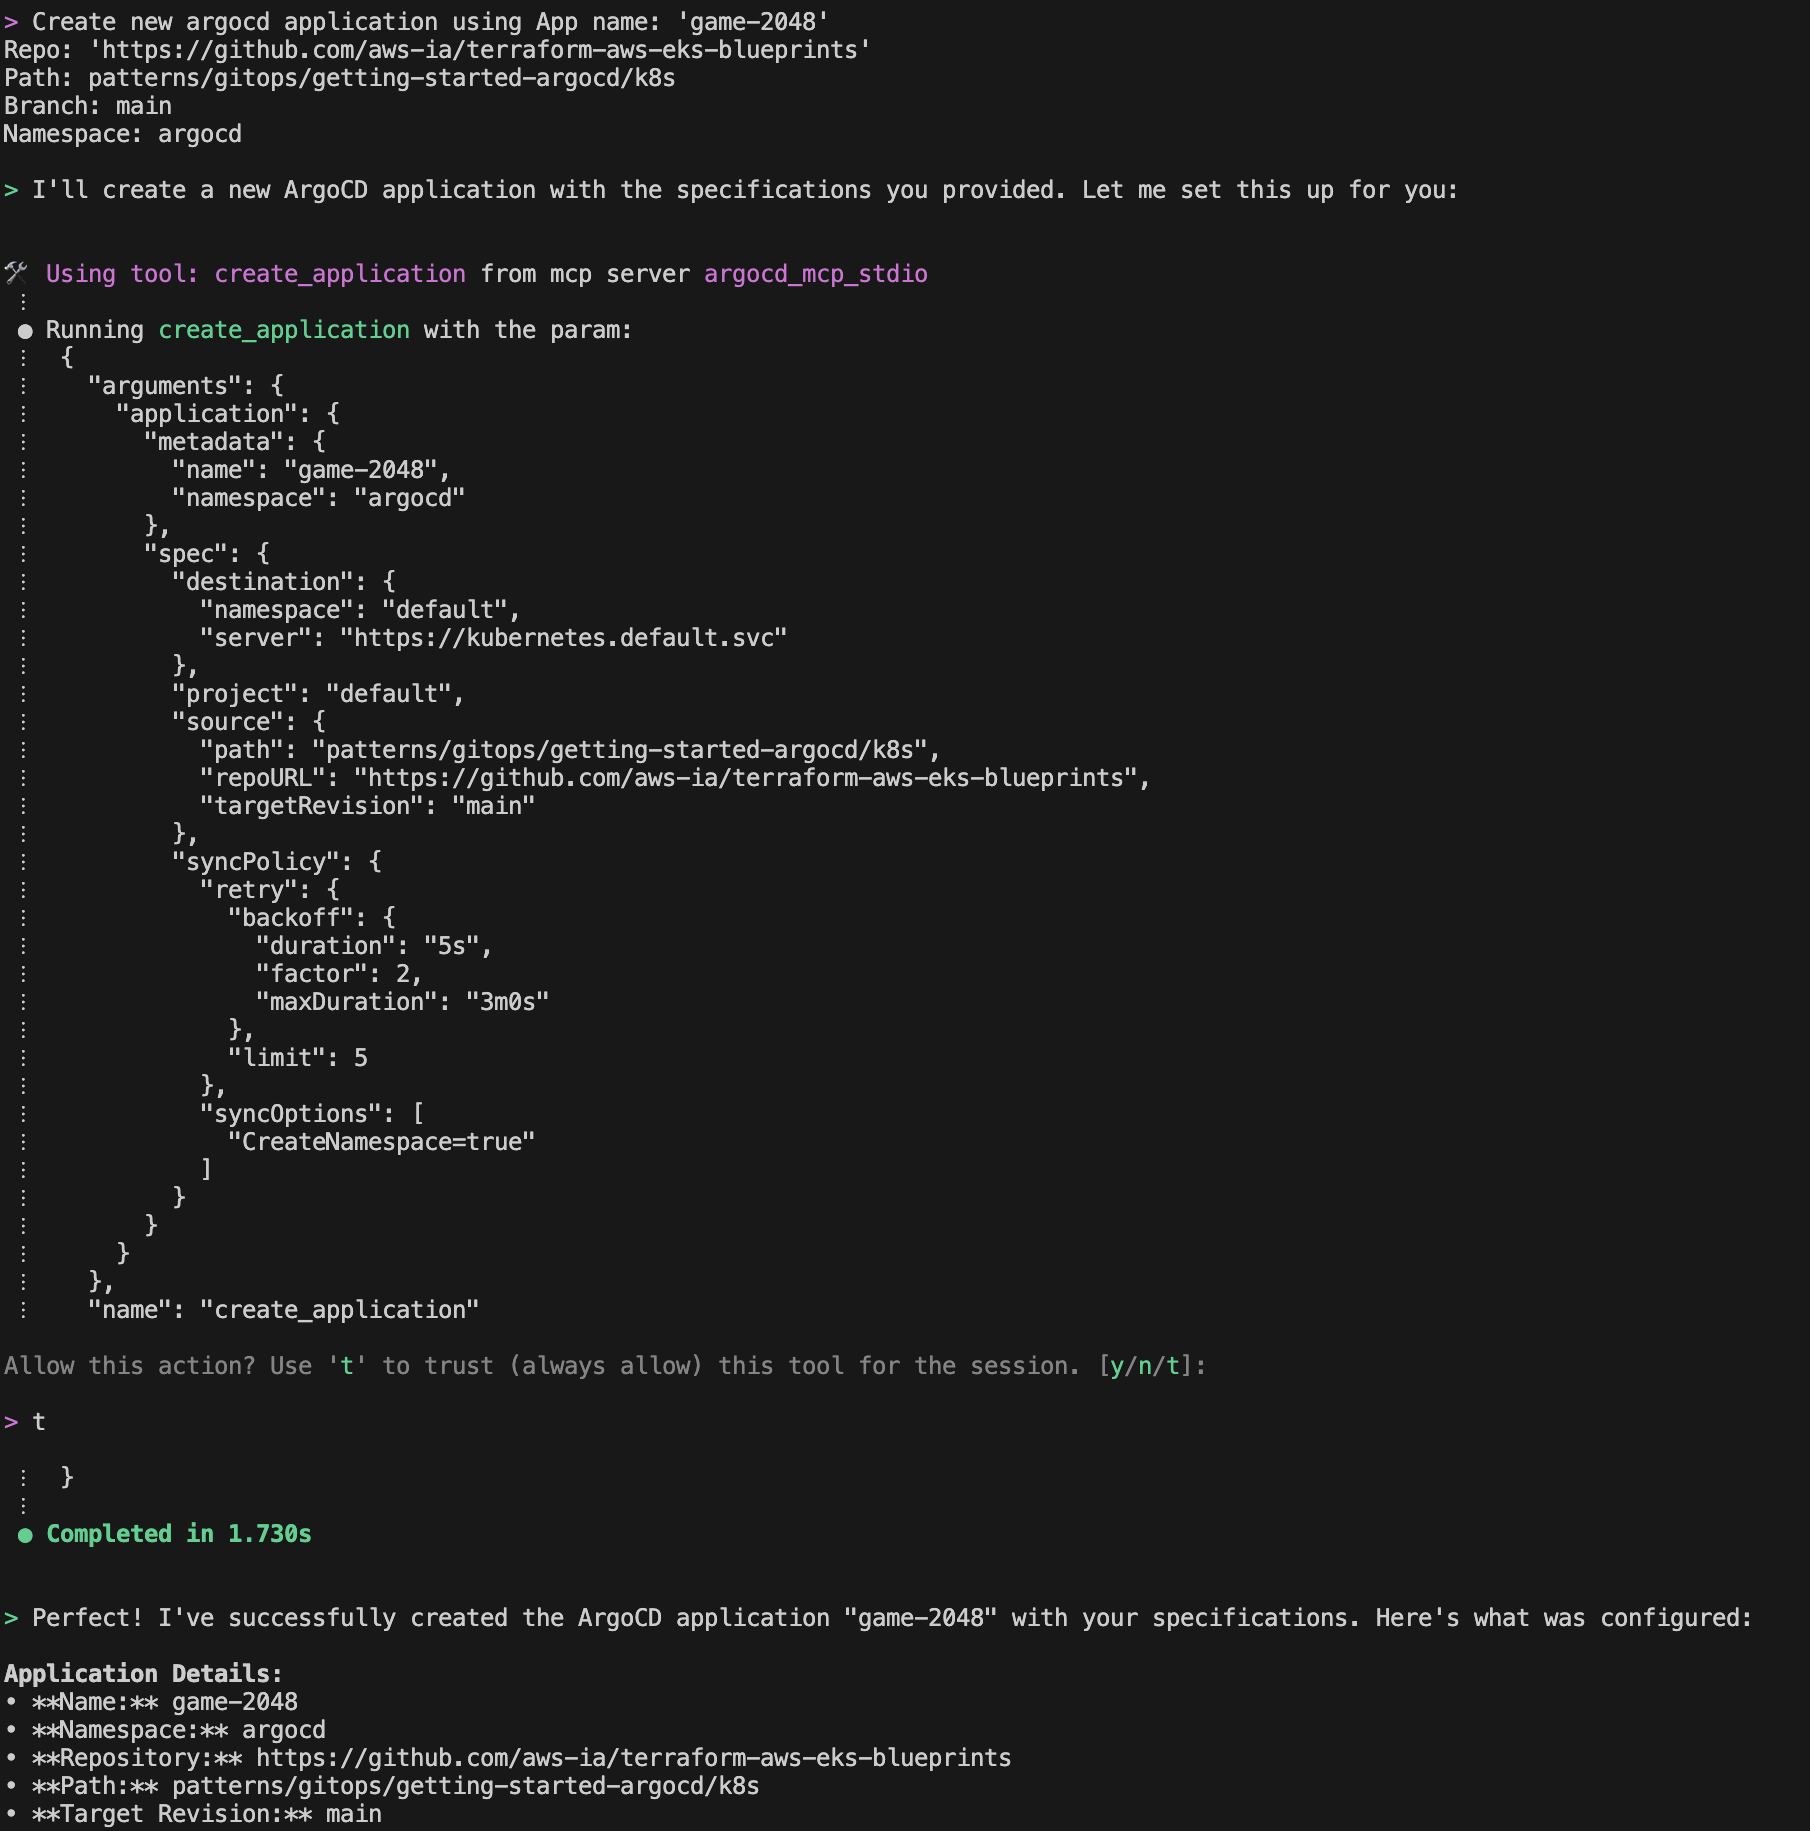 > Create new argocd application using App name: 'game-2048'
Repo: 'https://github.com/aws-ia/terraform-aws-eks-blueprints'
Path: patterns/gitops/getting-started-argocd/k8s
Branch: main
Namespace: argocd
> I'll create a new ArgoCD application with the specifications you provided. Let me set this up for you:
🛠️ Using tool: create_application from mcp server argocd_mcp_stdio
⋮
● Running create_application with the param:
⋮  {
⋮    "arguments": {
⋮      "application": {
⋮        "metadata": {
⋮          "name": "game-2048",
⋮          "namespace": "argocd"
⋮        },
⋮        "spec": {
⋮          "destination": {
⋮            "namespace": "default",
⋮            "server": "https://kubernetes.default.svc"
⋮          },
⋮          "project": "default",
⋮          "source": {
⋮            "path": "patterns/gitops/getting-started-argocd/k8s",
⋮            "repoURL": "https://github.com/aws-ia/terraform-aws-eks-blueprints",
⋮            "targetRevision": "main"
⋮          },
⋮          "syncPolicy": {
⋮            "retry": {
⋮              "backoff": {
⋮                "duration": "5s",
⋮                "factor": 2,
⋮                "maxDuration": "3m0s"
⋮              },
⋮              "limit": 5
⋮            },
⋮            "syncOptions": [
⋮              "CreateNamespace=true"
⋮            ]
⋮          }
⋮        }
⋮      }
⋮    },
⋮    "name": "create_application"
Allow this action? Use 't' to trust (always allow) this tool for the session. [y/n/t]:
> t
⋮  }
⋮
● Completed in 1.730s
> Perfect! I've successfully created the ArgoCD application "game-2048" with your specifications. Here's what was configured:
Application Details:
• **Name:** game-2048
• **Namespace:** argocd
• **Repository:** https://github.com/aws-ia/terraform-aws-eks-blueprints
• **Path:** patterns/gitops/getting-started-argocd/k8s
• **Target Revision:** main